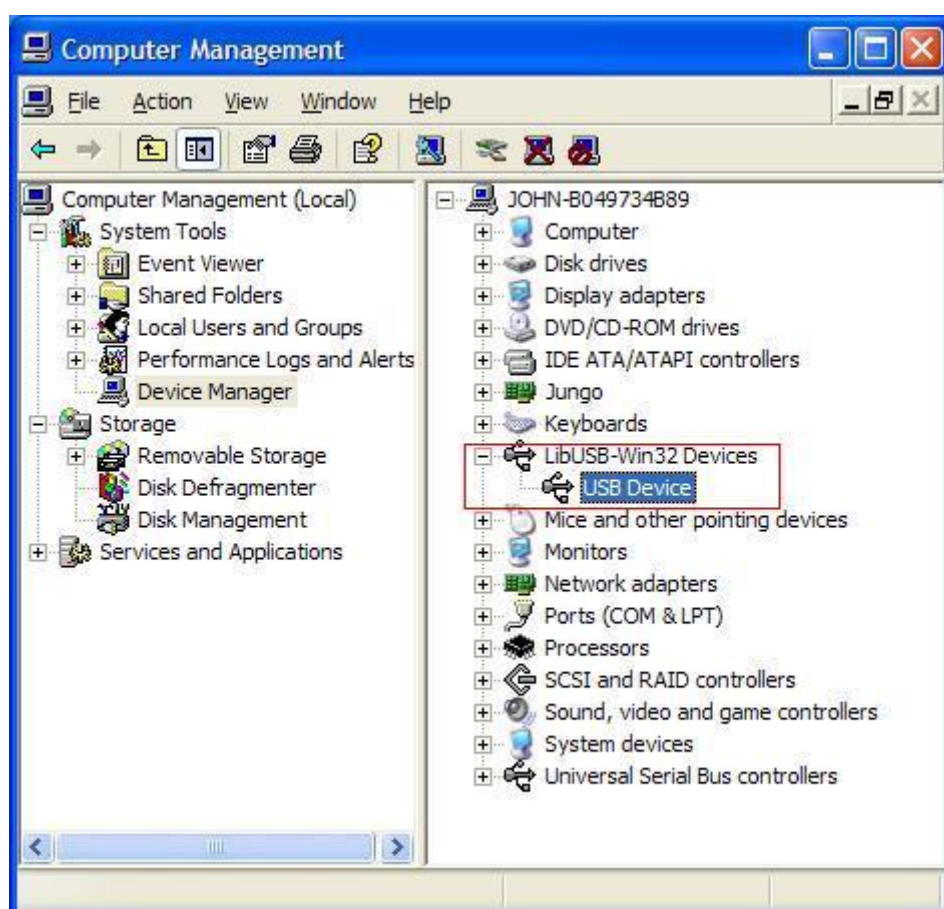 Computer Management
File Action View Window Help
Computer Management (Local)
System Tools
Event Viewer
Shared Folders
Local Users and Groups
Performance Logs and Alerts
Device Manager
Storage
Removable Storage
Disk Defragmenter
Disk Management
Services and Applications
JOHN-B049734B89
Computer
Disk drives
Display adapters
DVD/CD-ROM drives
IDE ATA/ATAPI controllers
Jungo
Keyboards
LibUSB-Win32 Devices
USB Device
Mice and other pointing devices
Monitors
Network adapters
Ports (COM & LPT)
Processors
SCSI and RAID controllers
Sound, video and game controllers
System devices
Universal Serial Bus controllers